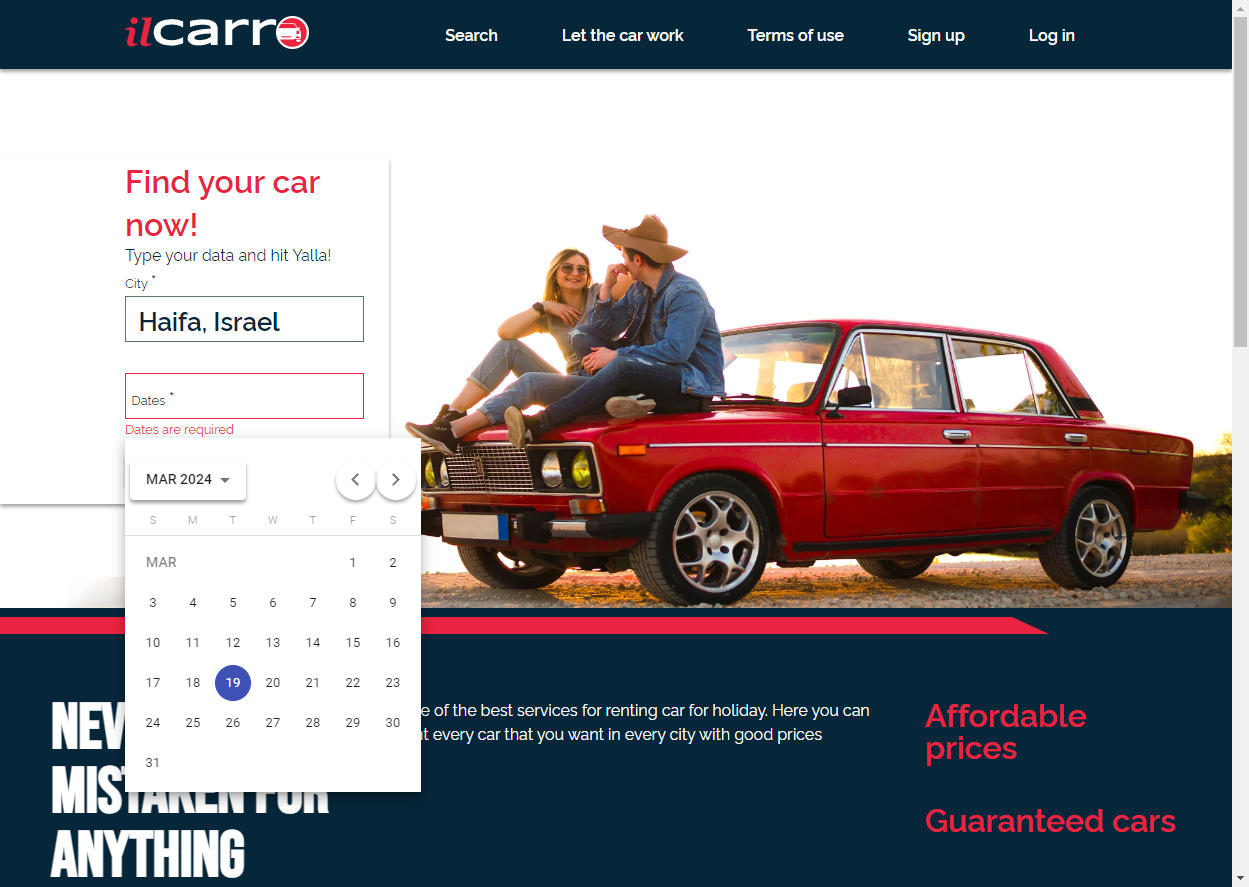 ilcarro
Search
Let the car work
Terms of use
Sign up
Log in
Find your car
now!
Type your data and hit Yalla!
City *
Haifa, Israel
Dates *
Dates are required
MAR 2024
S M T W T F S
MAR 1 2
3 4 5 6 7 8 9
10 11 12 13 14 15 16
17 18 19 20 21 22 23
24 25 26 27 28 29 30
31
of the best services for renting car for holiday. Here you can
every car that you want in every city with good prices
Affordable
prices
Guaranteed cars
MISTAKEN FOR
ANYTHING